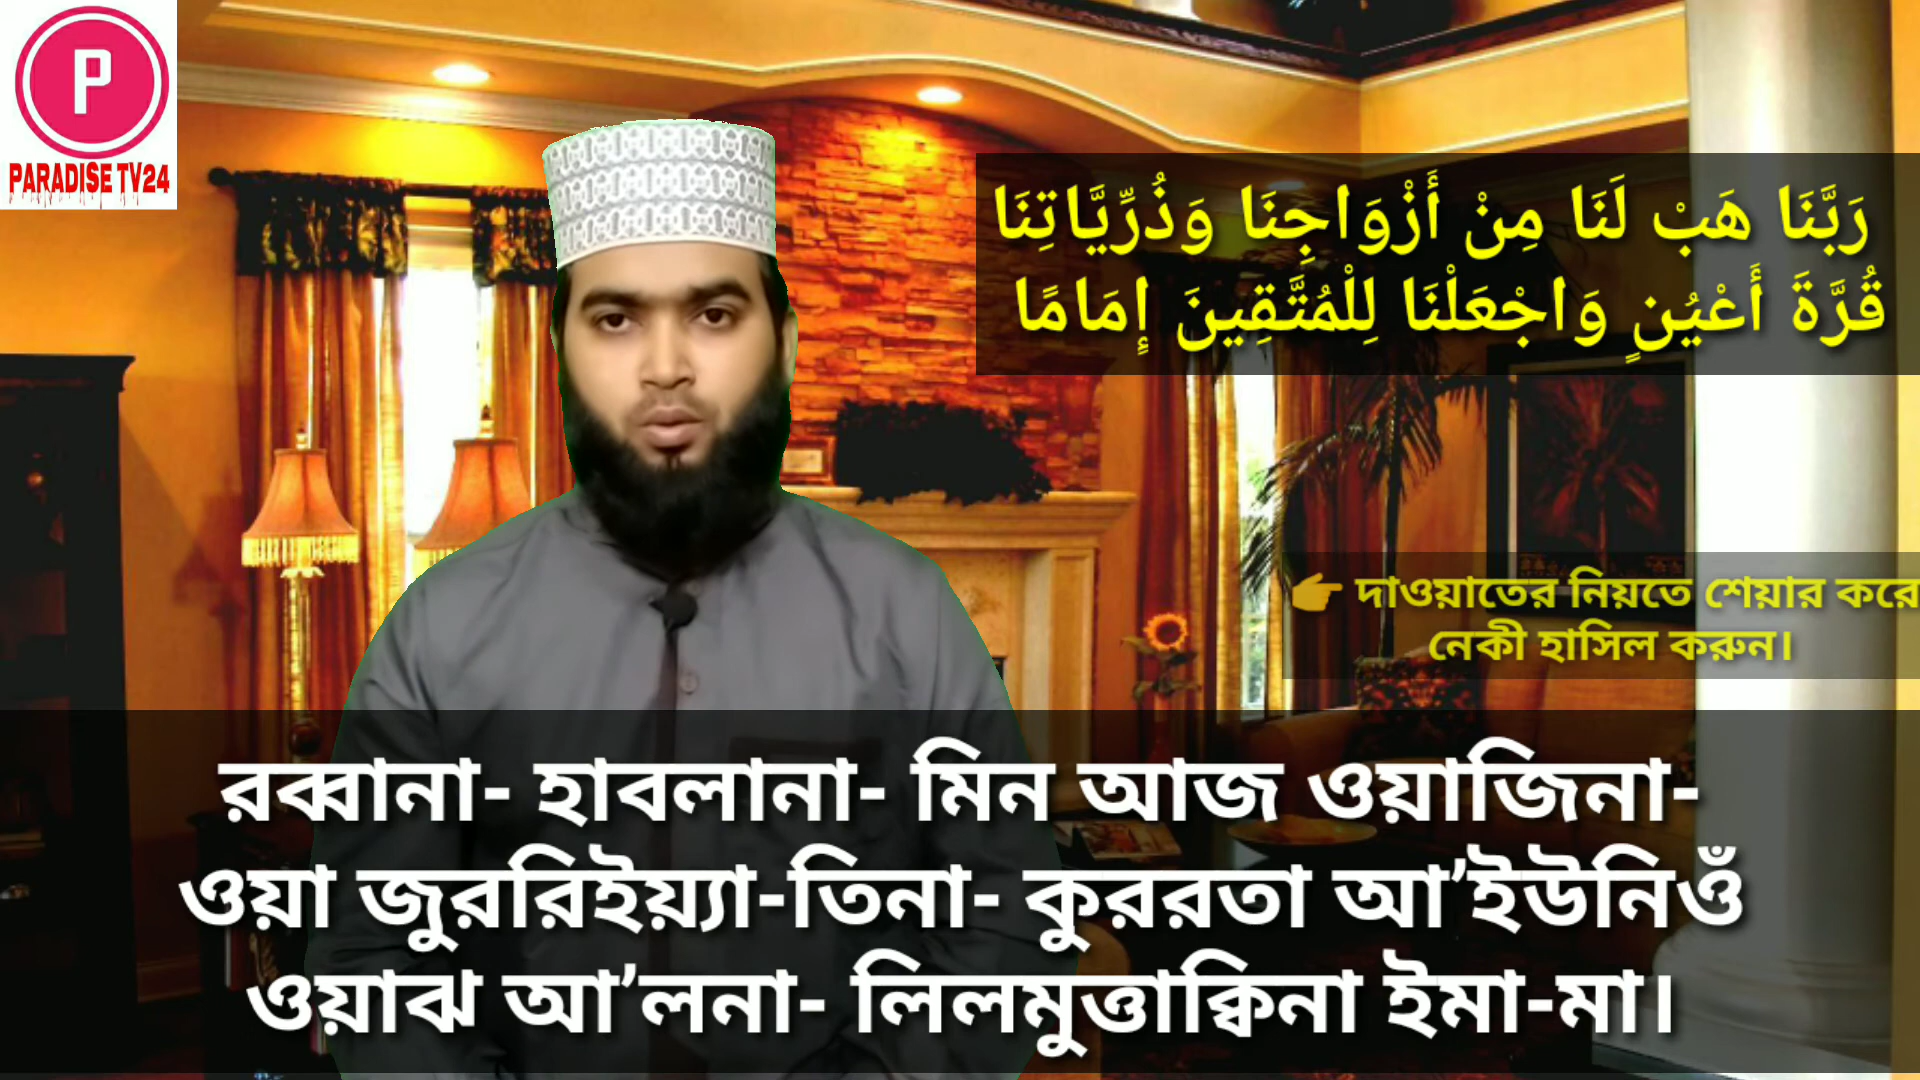 P
PARADISE TV24
رَبَّنَا هَبْ لَنَا مِنْ أَزْوَاجِنَا وَذُرِّيَّاتِنَا
قُرَّةَ أَعْيُنٍ وَاجْعَلْنَا لِلْمُتَّقِينَ إِمَامًا
👉 দাওয়াতের নিয়তে শেয়ার করে
নেকী হাসিল করুন।
রব্বানা- হাবলানা- মিন আজ ওয়াজিনা-
ওয়া জুররিইয়্যা-তিনা- কুররতা আ’ইউনিওঁ
ওয়াঝ আ’লনা- লিলমুত্তাক্বিনা ইমা-মা।